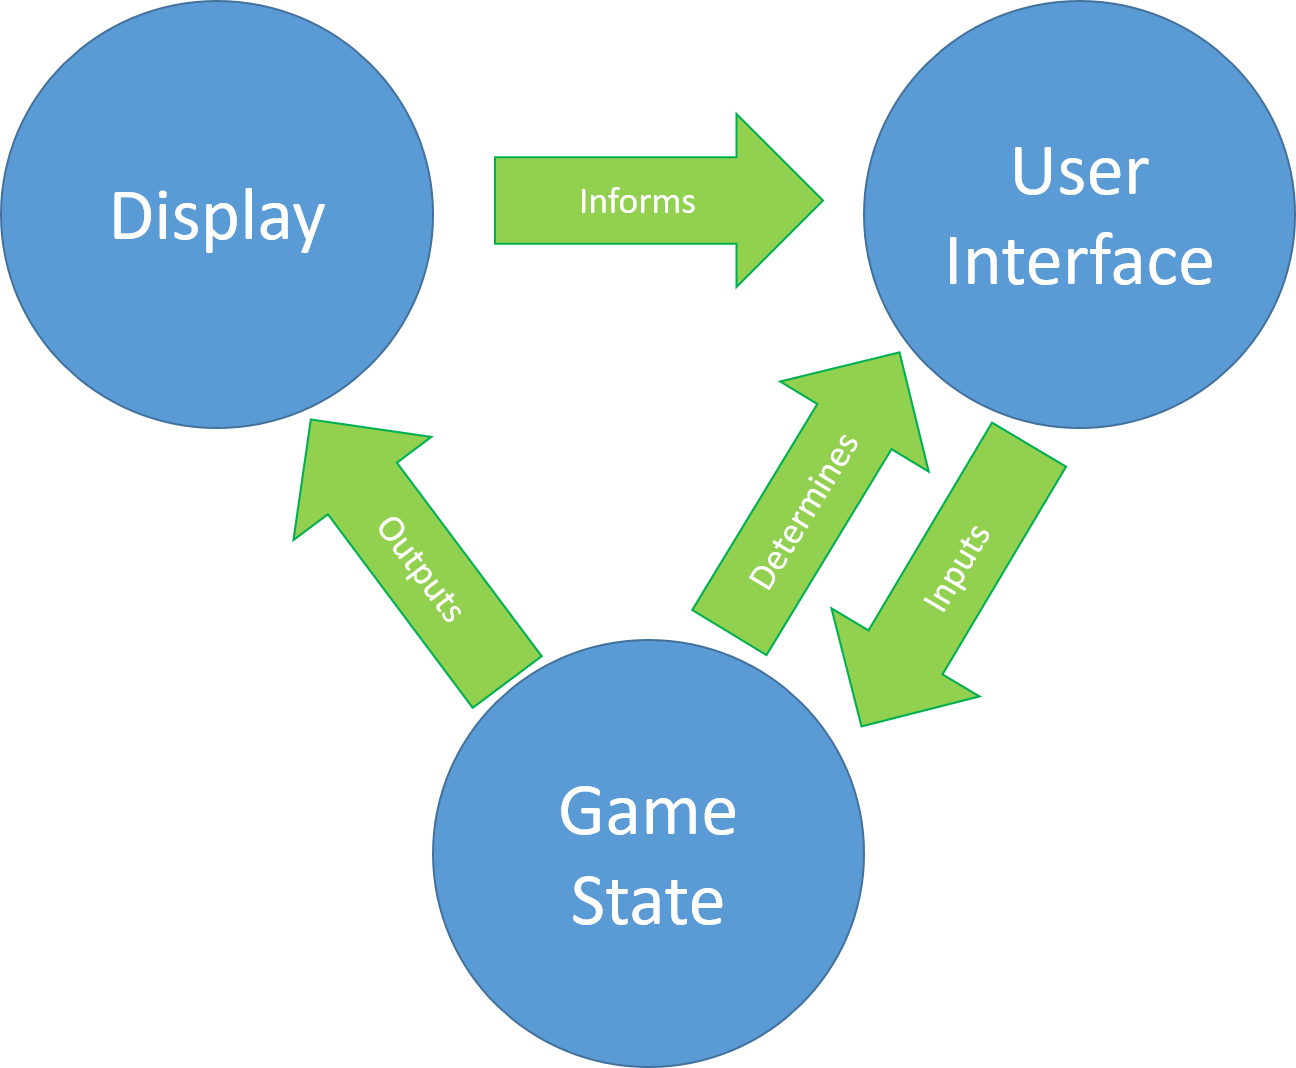 Display
Informs
User
Interface
Outputs
Determines
Inputs
Game
State